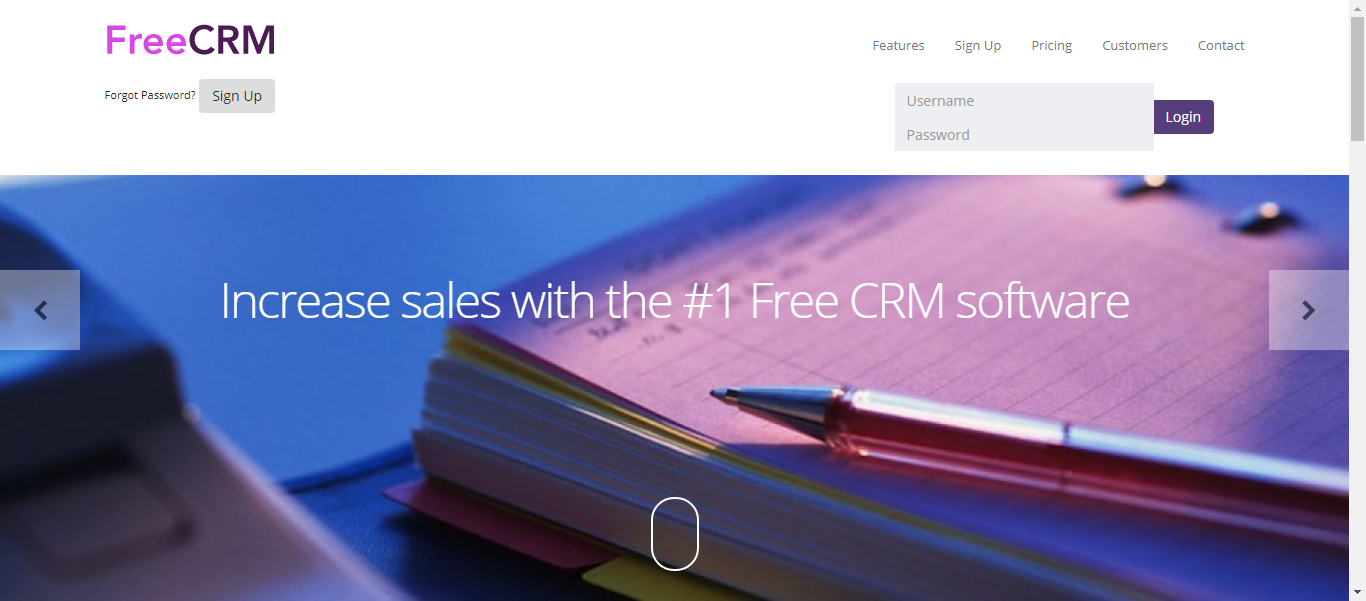 FreeCRM
Features Sign Up Pricing Customers Contact
Forgot Password? Sign Up
Username
Password
Login
Increase sales with the #1 Free CRM software